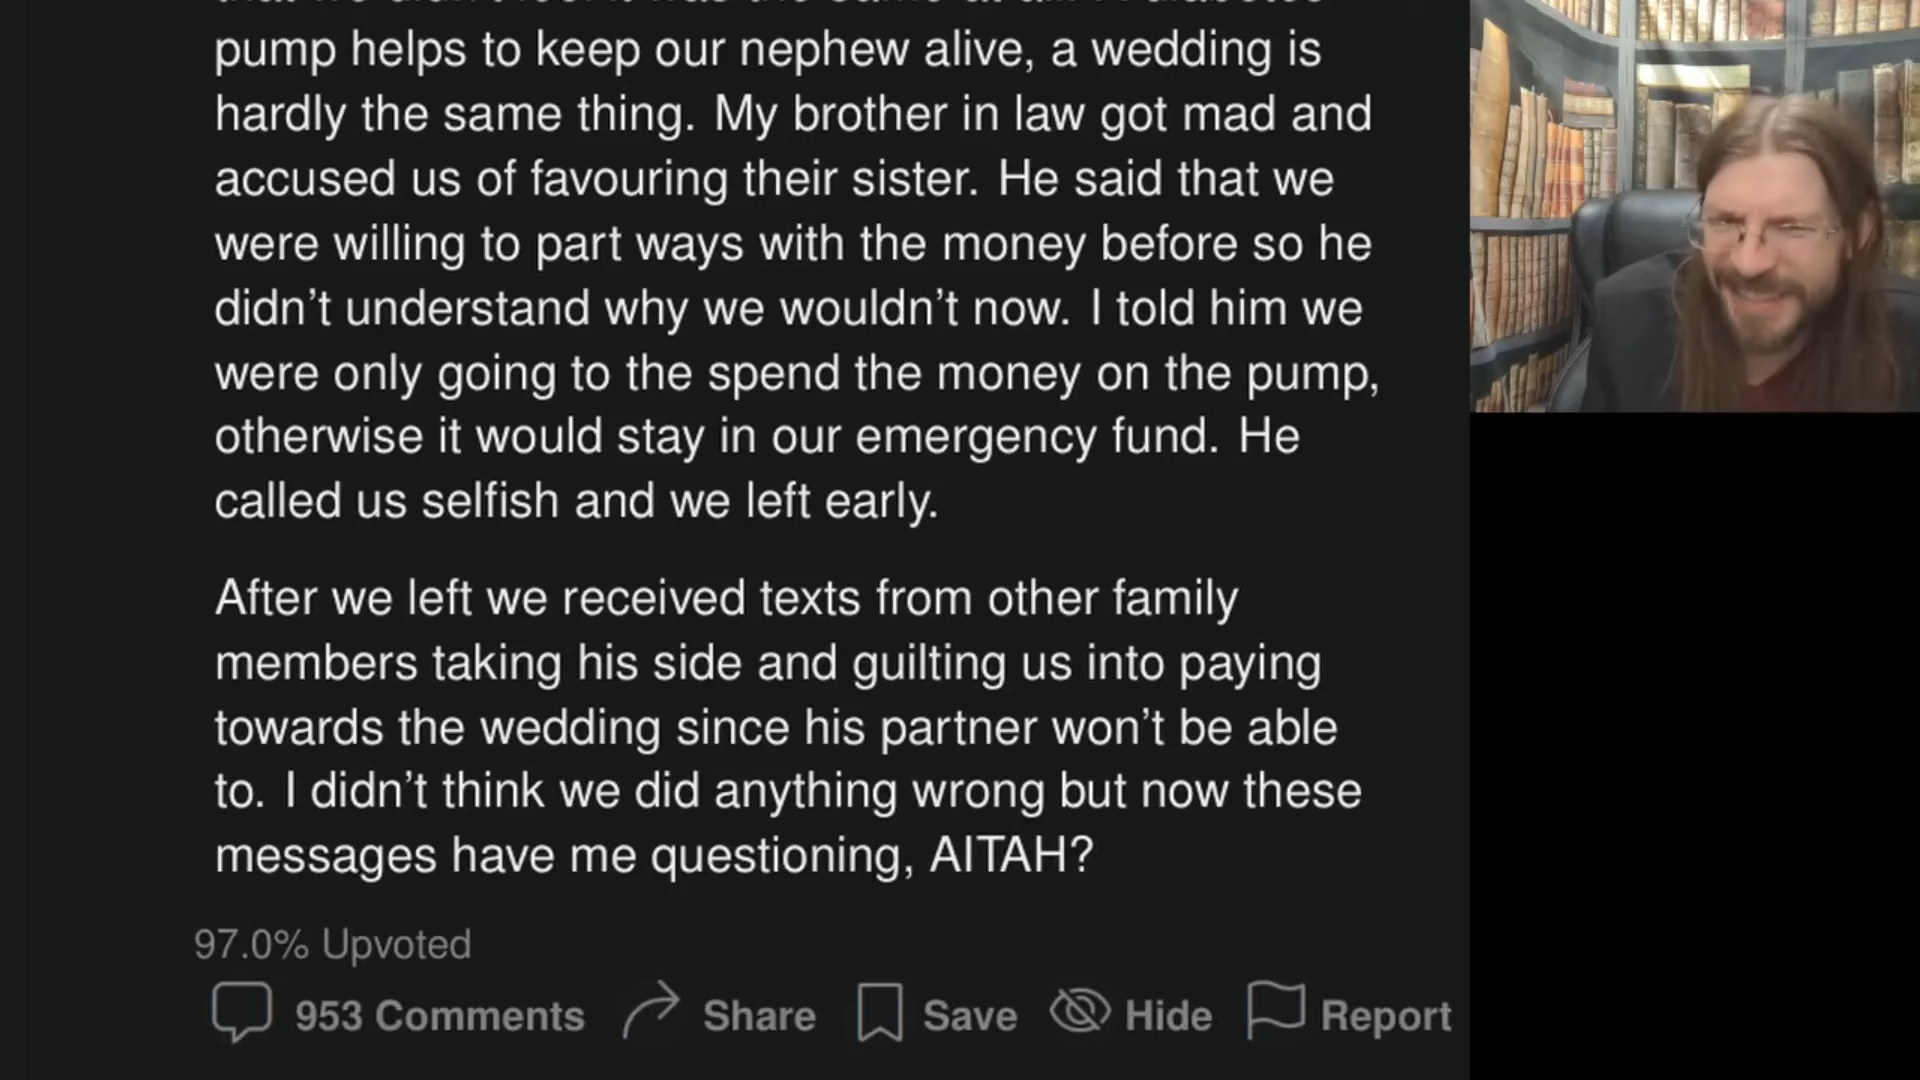 pump helps to keep our nephew alive, a wedding is
hardly the same thing. My brother in law got mad and
accused us of favouring their sister. He said that we
were willing to part ways with the money before so he
didn’t understand why we wouldn’t now. I told him we
were only going to the spend the money on the pump,
otherwise it would stay in our emergency fund. He
called us selfish and we left early.
After we left we received texts from other family
members taking his side and guilting us into paying
towards the wedding since his partner won’t be able
to. I didn’t think we did anything wrong but now these
messages have me questioning, AITAH?
97.0% Upvoted
953 Comments Share Save Hide Report